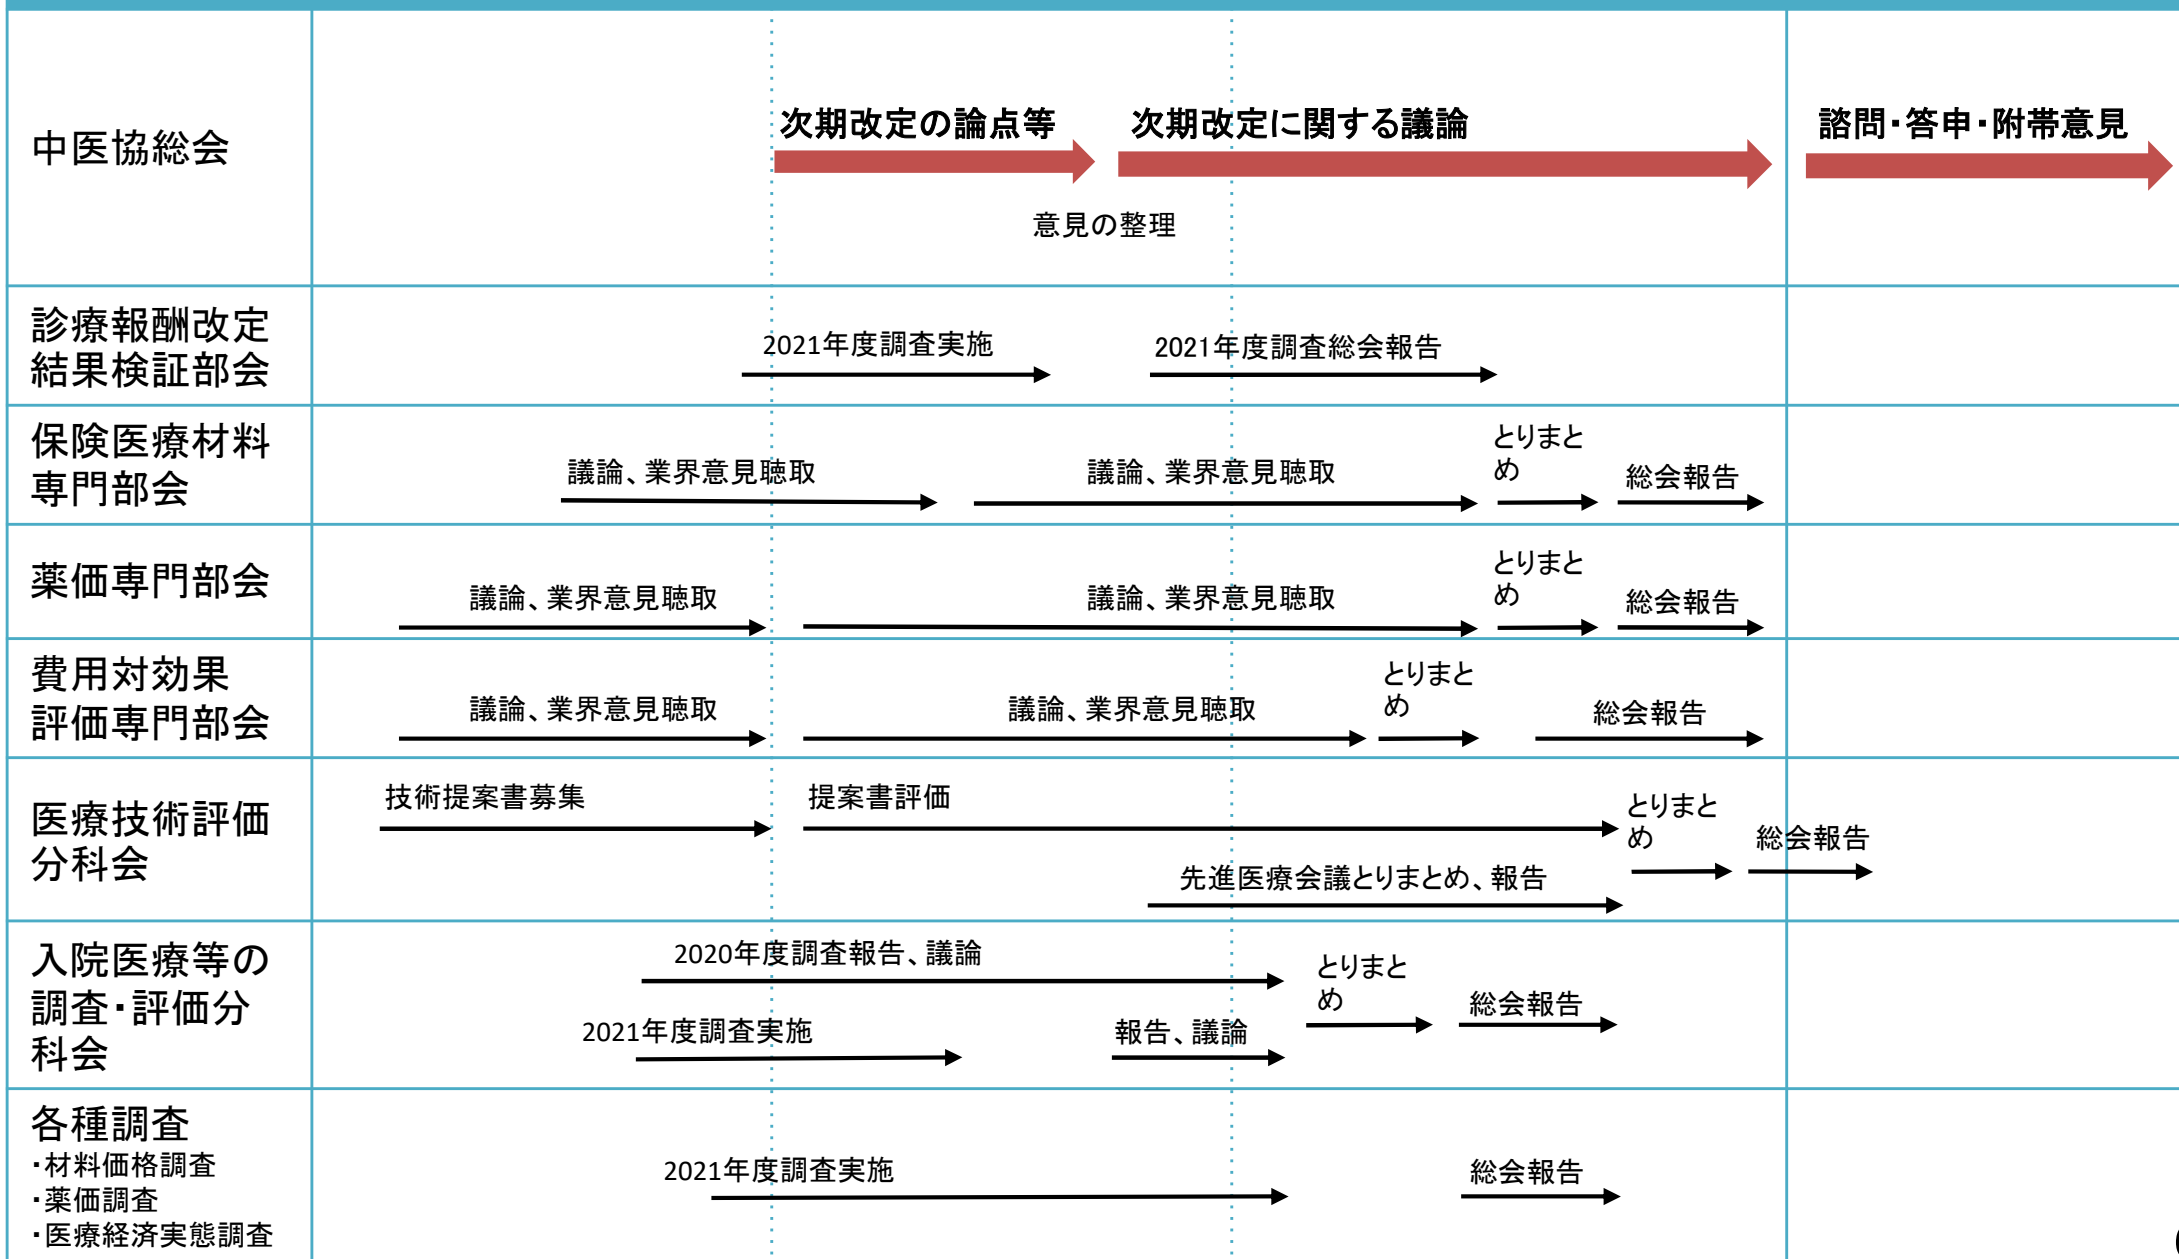 中医協総会
次期改定の論点等
次期改定に関する議論
諮問・答申・附帯意見
意見の整理
診療報酬改定
結果検証部会
2021年度調査実施
2021年度調査総会報告
保険医療材料
専門部会
議論、業界意見聴取
議論、業界意見聴取
とりまと
め
総会報告
薬価専門部会
議論、業界意見聴取
議論、業界意見聴取
とりまと
め
総会報告
費用対効果
評価専門部会
議論、業界意見聴取
議論、業界意見聴取
とりまと
め
総会報告
医療技術評価
分科会
技術提案書募集
提案書評価
先進医療会議とりまとめ、報告
とりまと
め
総会報告
入院医療等の
調査・評価分
科会
2020年度調査報告、議論
2021年度調査実施
報告、議論
とりまと
め
総会報告
各種調査
・材料価格調査
・薬価調査
・医療経済実態調査
2021年度調査実施
総会報告